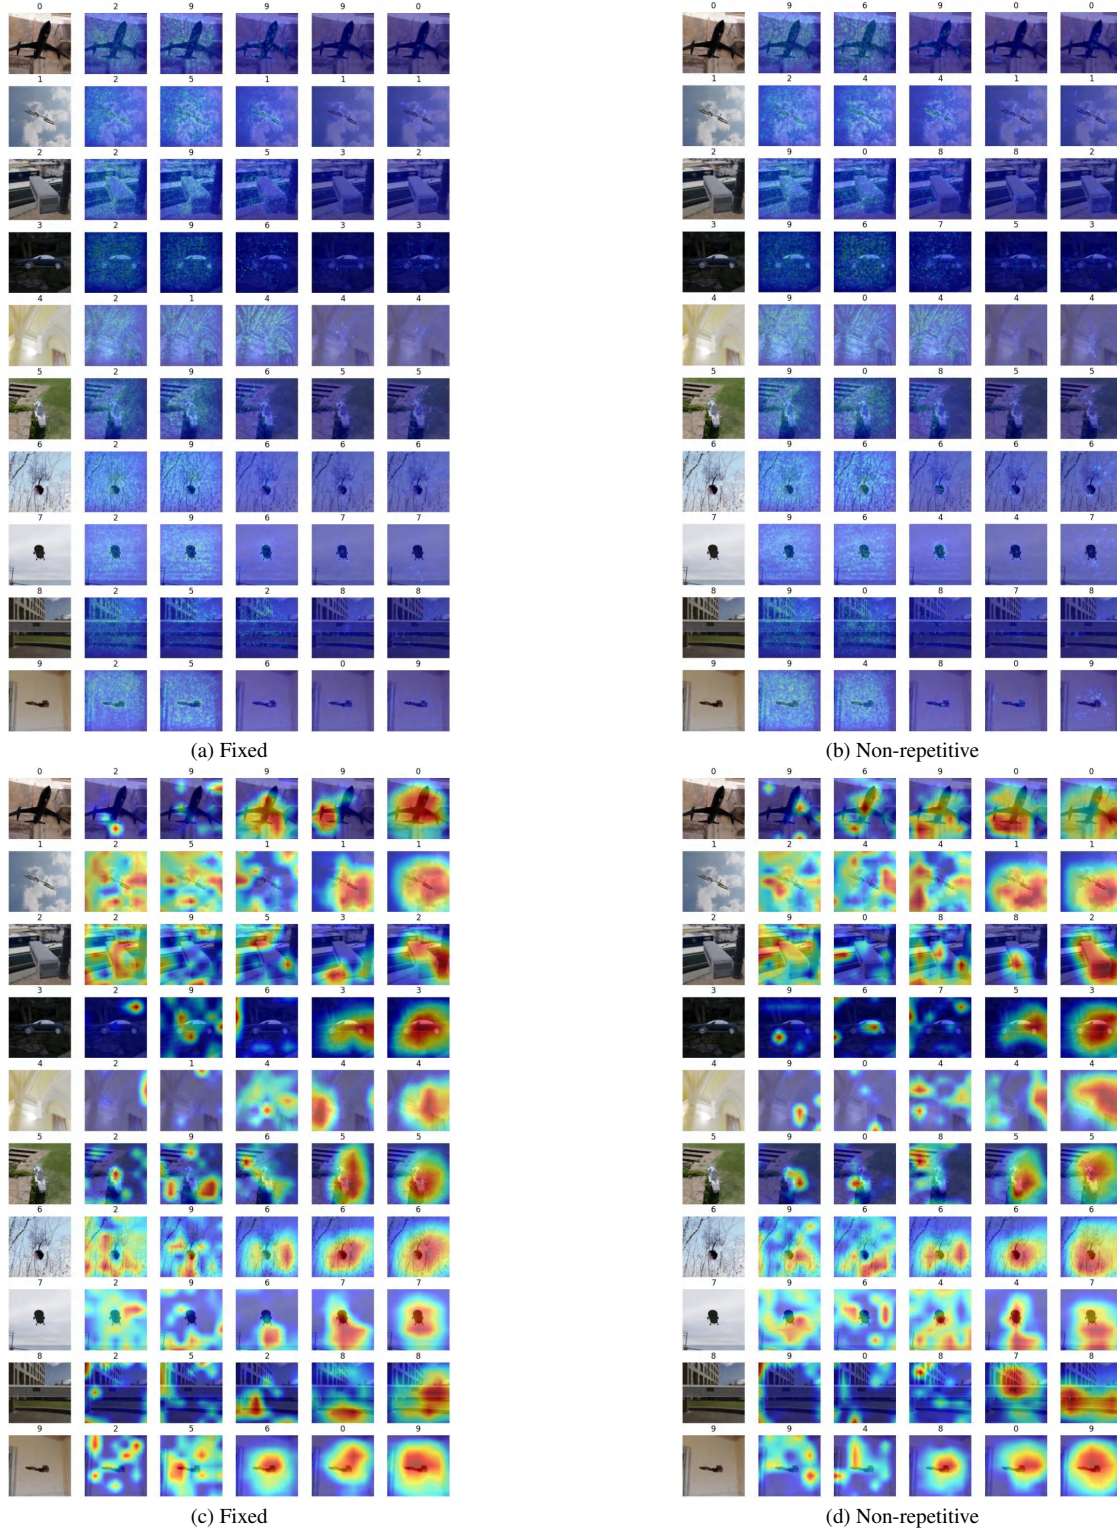 0 2 9 9 9 0
1 2 5 1 1 1
2 2 9 5 3 2
3 2 9 6 3 3
4 2 1 4 4 4
5 2 9 6 5 5
6 2 9 6 6 6
7 2 9 6 7 7
8 2 5 2 8 8
9 2 5 6 0 9
(a) Fixed
0 9 6 9 0 0
1 2 4 4 1 1
2 9 0 8 8 2
3 9 6 7 5 3
4 9 0 4 4 4
5 9 0 8 5 5
6 9 6 6 6 6
7 9 6 4 4 7
8 9 0 8 7 8
9 9 4 8 0 9
(b) Non-repetitive
0 2 9 9 9 0
1 2 5 1 1 1
2 2 9 5 3 2
3 2 9 6 3 3
4 2 1 4 4 4
5 2 9 6 5 5
6 2 9 6 6 6
7 2 9 6 7 7
8 2 5 2 8 8
9 2 5 6 0 9
(c) Fixed
0 9 6 9 0 0
1 2 4 4 1 1
2 9 0 8 8 2
3 9 6 7 5 3
4 9 0 4 4 4
5 9 0 8 5 5
6 9 6 6 6 6
7 9 6 4 4 7
8 9 0 8 7 8
9 9 4 8 0 9
(d) Non-repetitive